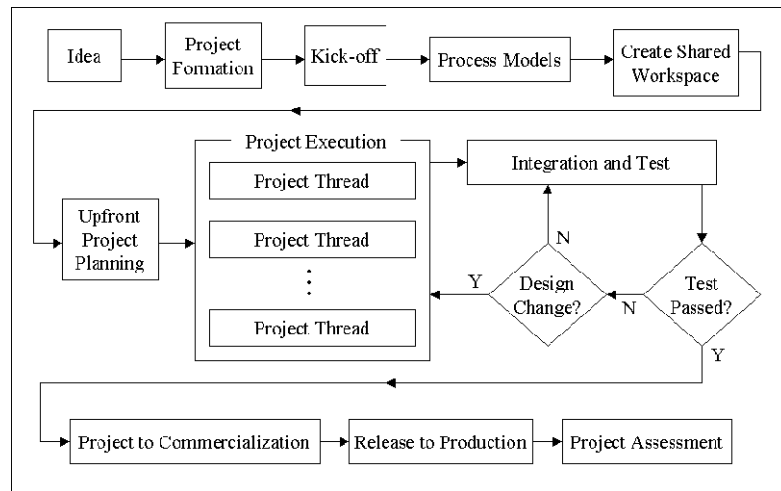 Idea
Project
Formation
Kick-off
Process Models
Create Shared
Workspace
Project Execution
Project Thread
Project Thread
Project Thread
Upfront
Project
Planning
Integration and Test
N
Y
Design
Change?
N
Test
Passed?
Y
Project to Commercialization
Release to Production
Project Assessment